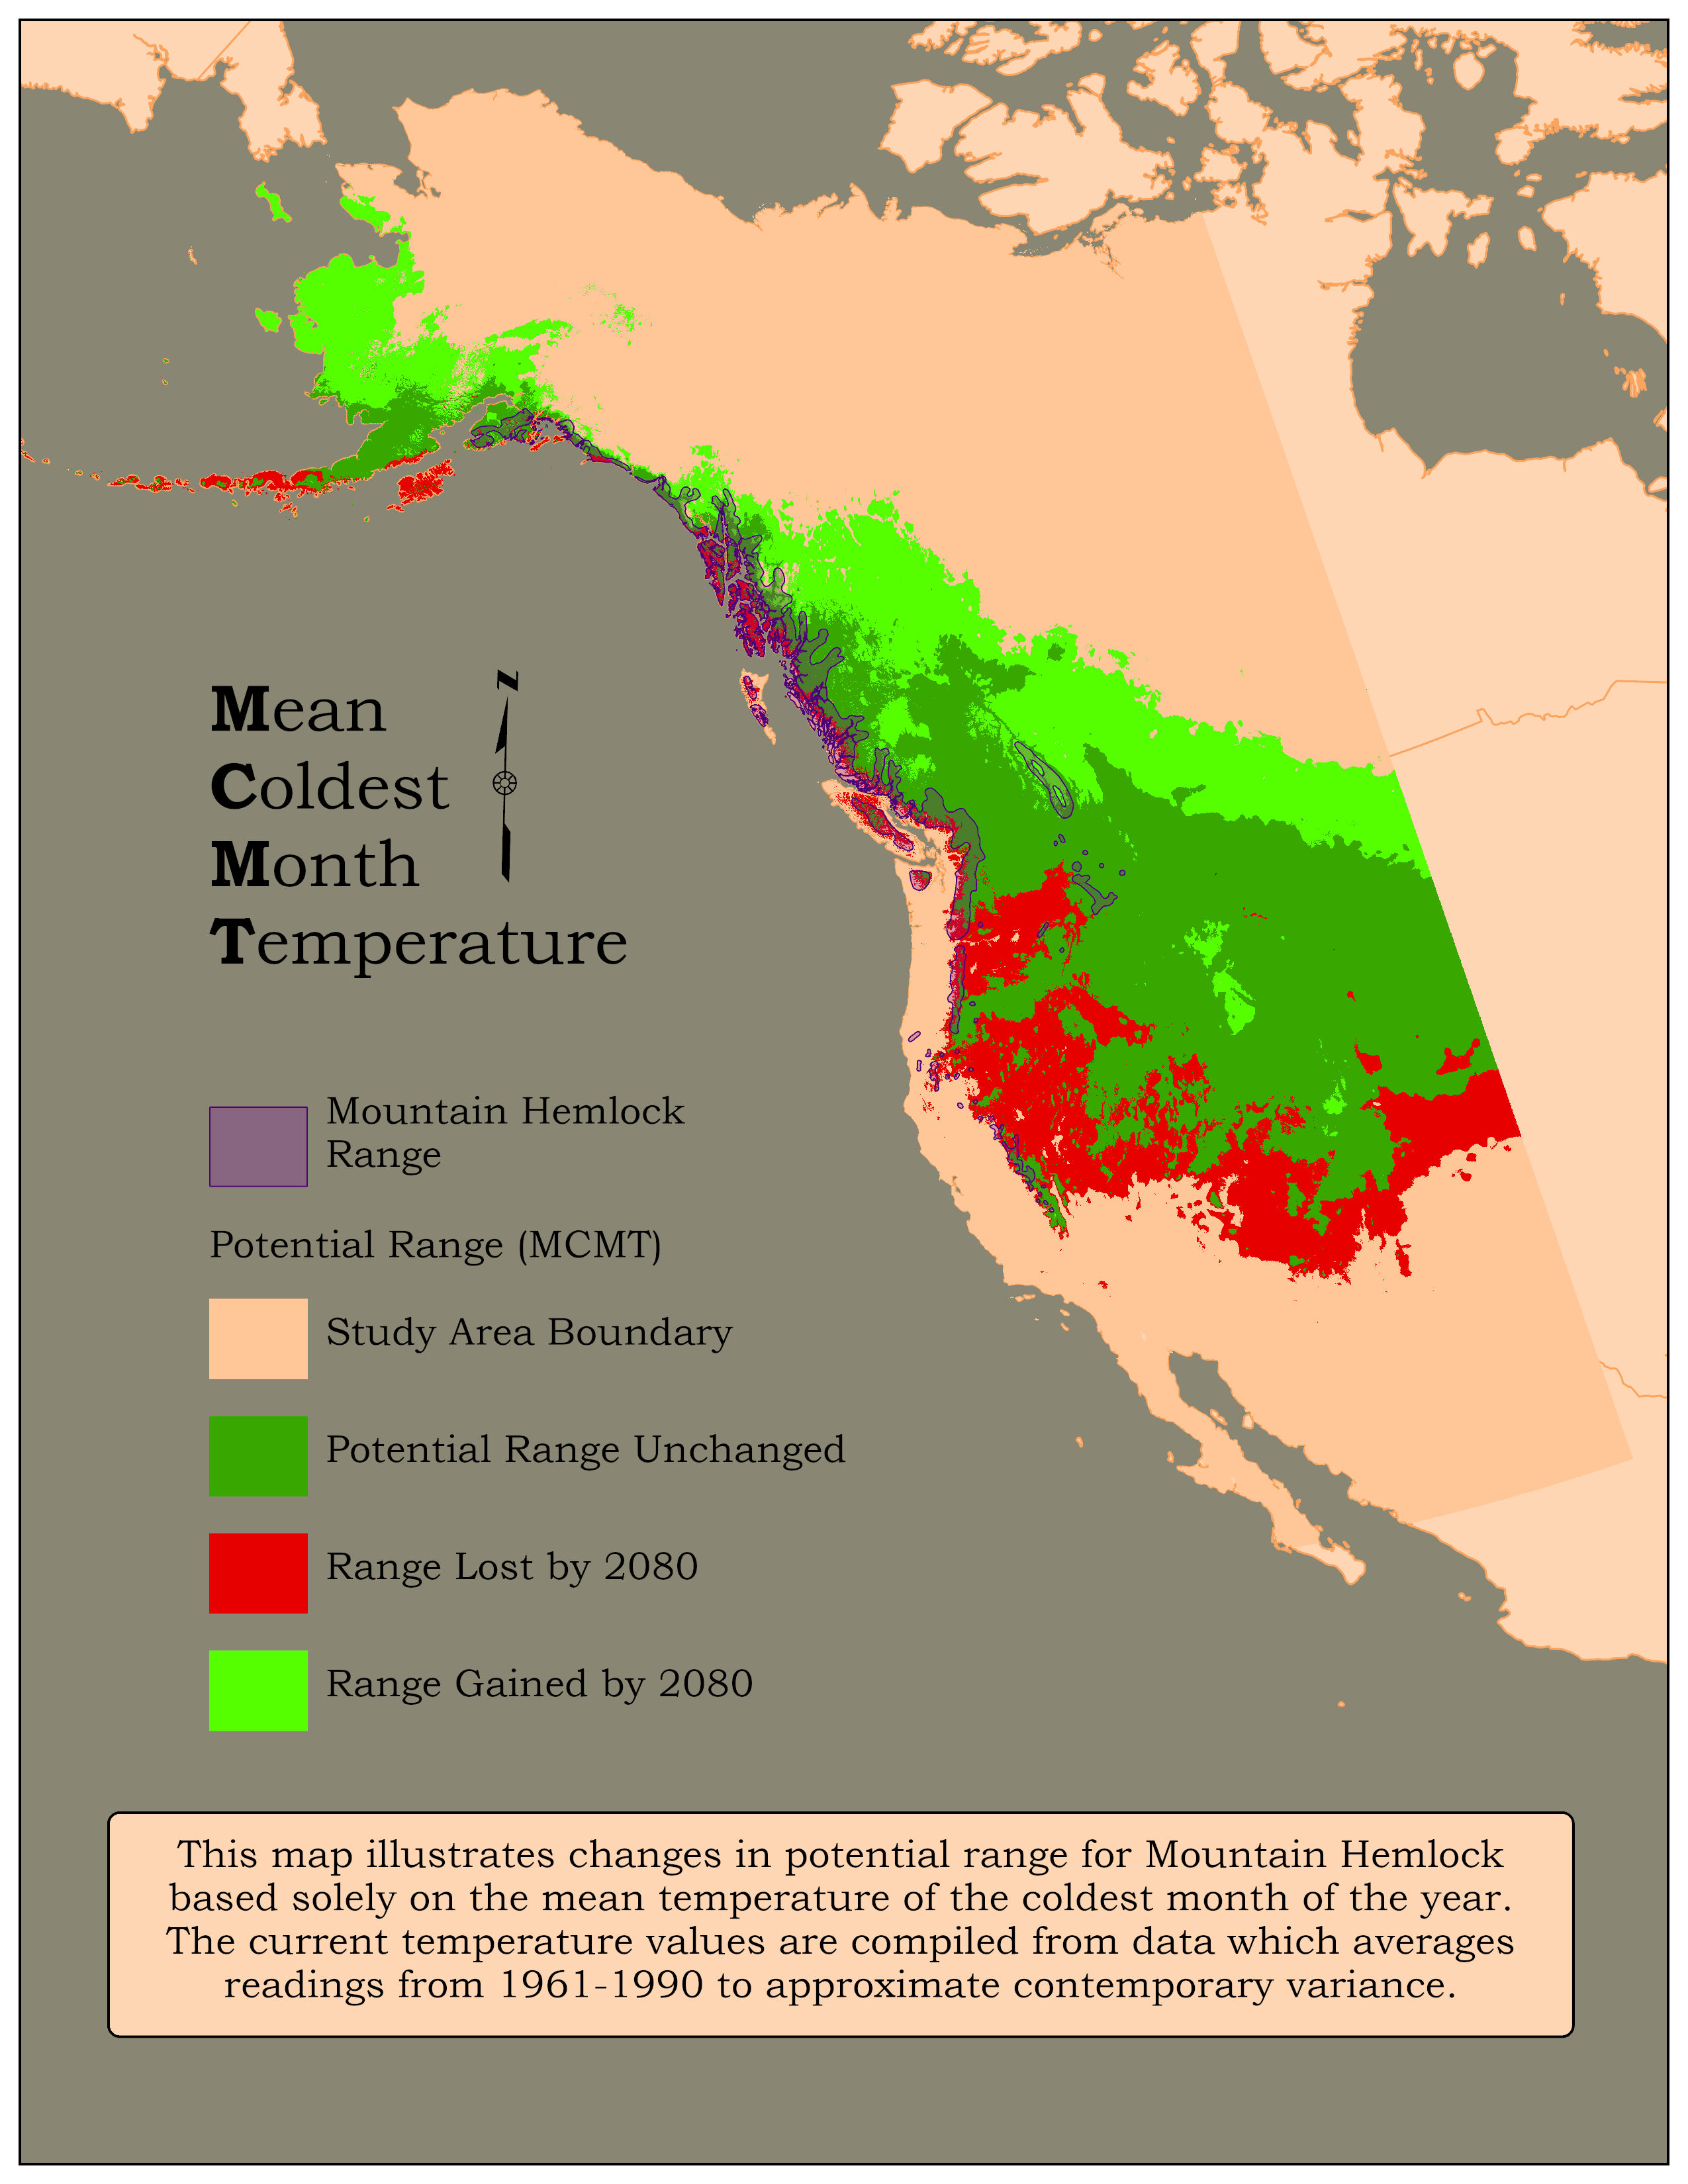 Mean
Coldest
Month
Temperature
N
Mountain Hemlock
Range
Potential Range (MCMT)
Study Area Boundary
Potential Range Unchanged
Range Lost by 2080
Range Gained by 2080
This map illustrates changes in potential range for Mountain Hemlock
based solely on the mean temperature of the coldest month of the year.
The current temperature values are compiled from data which averages
readings from 1961-1990 to approximate contemporary variance.